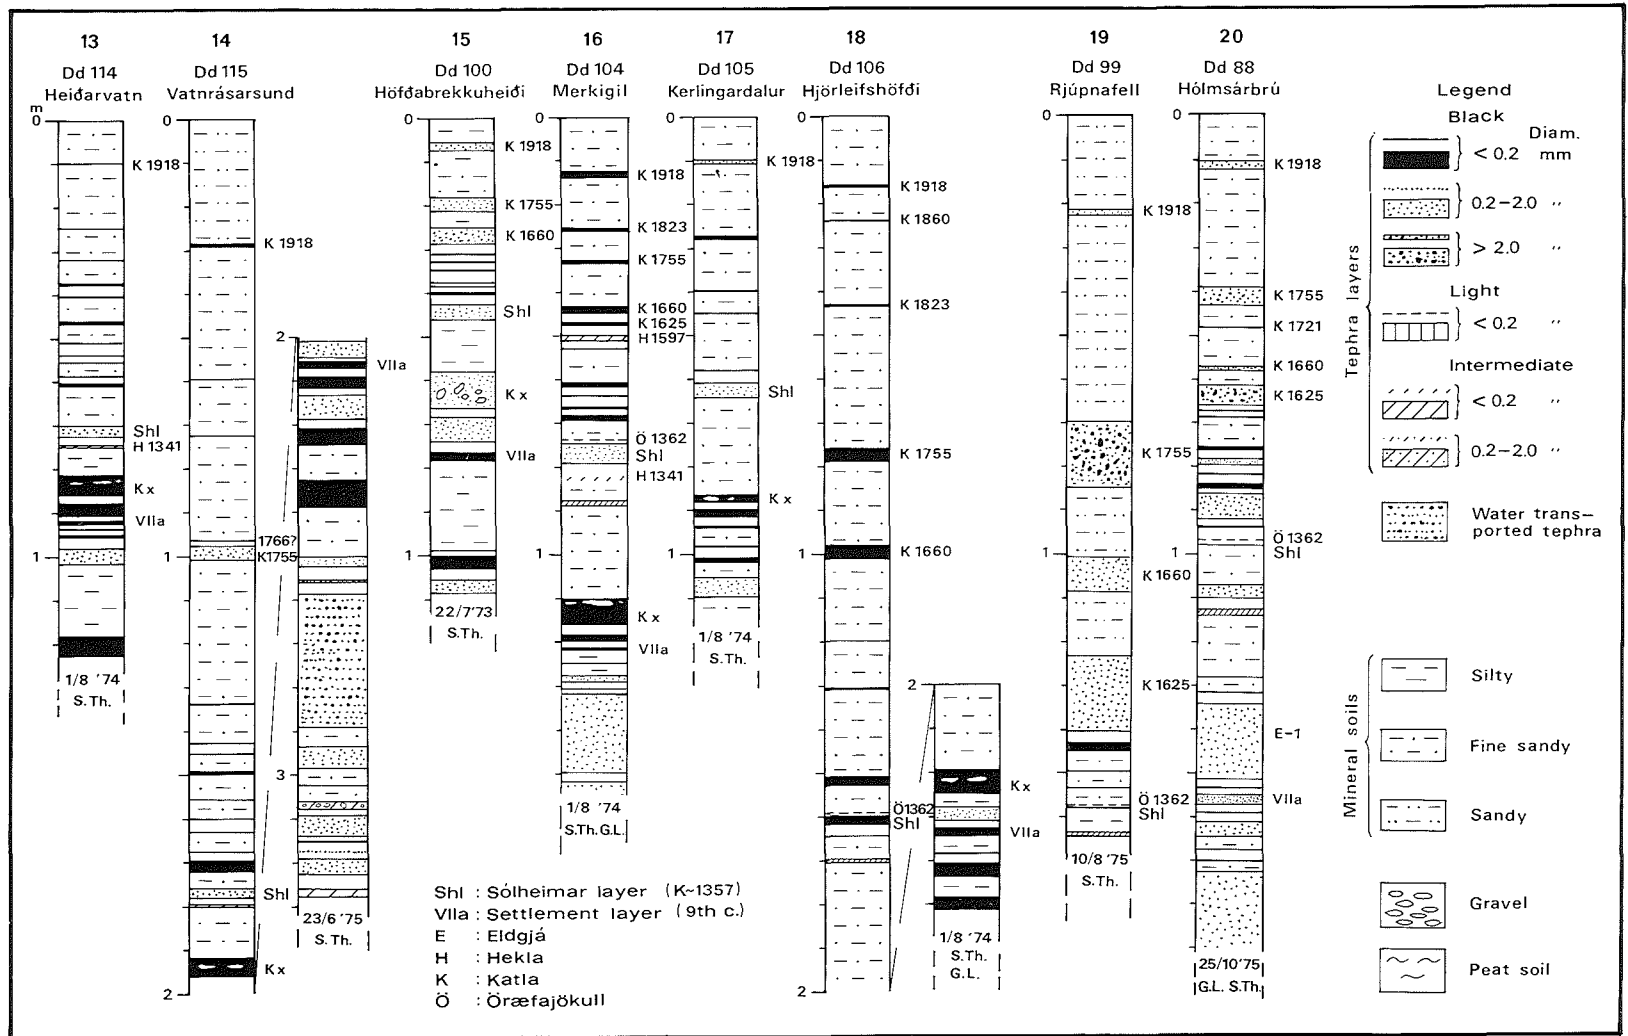 13
Dd 114
Heiðarvatn
m
0
K 1918
Shl
H 1341
Kx
VIIa
1
1/8 '74
S.Th.
14
Dd 115
Vatnrásarsund
0
K 1918
1766?
K1755
1
Shl
Kx
2
2
VIIa
3
23/6 '75
S.Th.
15
Dd 100
Höfðabrekkuheiði
0
K 1918
K 1755
K 1660
Shl
Kx
VIIa
1
22/7'73
S.Th.
16
Dd 104
Merkigil
0
K 1918
K 1823
K 1755
K 1660
K 1625
H 1597
Ö 1362
Shl
H 1341
1
Kx
VIIa
1/8 '74
S.Th.G.L.
17
Dd 105
Kerlingardalur
0
K 1918
Shl
Kx
1
1/8 '74
S.Th.
18
Dd 106
Hjörleifshöfði
0
K 1918
K 1860
K 1823
K 1755
K 1660
1
Ö1362
Shl
2
2
Kx
VIIa
1/8 '74
S.Th.
G.L.
19
Dd 99
Rjúpnafell
0
K 1918
K 1755
1
K 1660
K 1625
Ö 1362
Shl
10/8 '75
S.Th.
20
Dd 88
Hólmsárbrú
0
K 1918
K 1755
K 1721
K 1660
K 1625
Ö 1362
1
Shl
E-1
VIIa
25/10'75
G.L. S.Th.
Legend
Black
Diam.
< 0.2 mm
0.2-2.0 ,,
> 2.0 ,,
Light
< 0.2 ,,
Intermediate
< 0.2 ,,
0.2-2.0 ,,
Tephra layers
Water trans-
ported tephra
Mineral soils
Silty
Fine sandy
Sandy
Gravel
Peat soil
Shl : Sólheimar layer (K~1357)
VIIa : Settlement layer (9th c.)
E : Eldgjá
H : Hekla
K : Katla
Ö : Öræfajökull